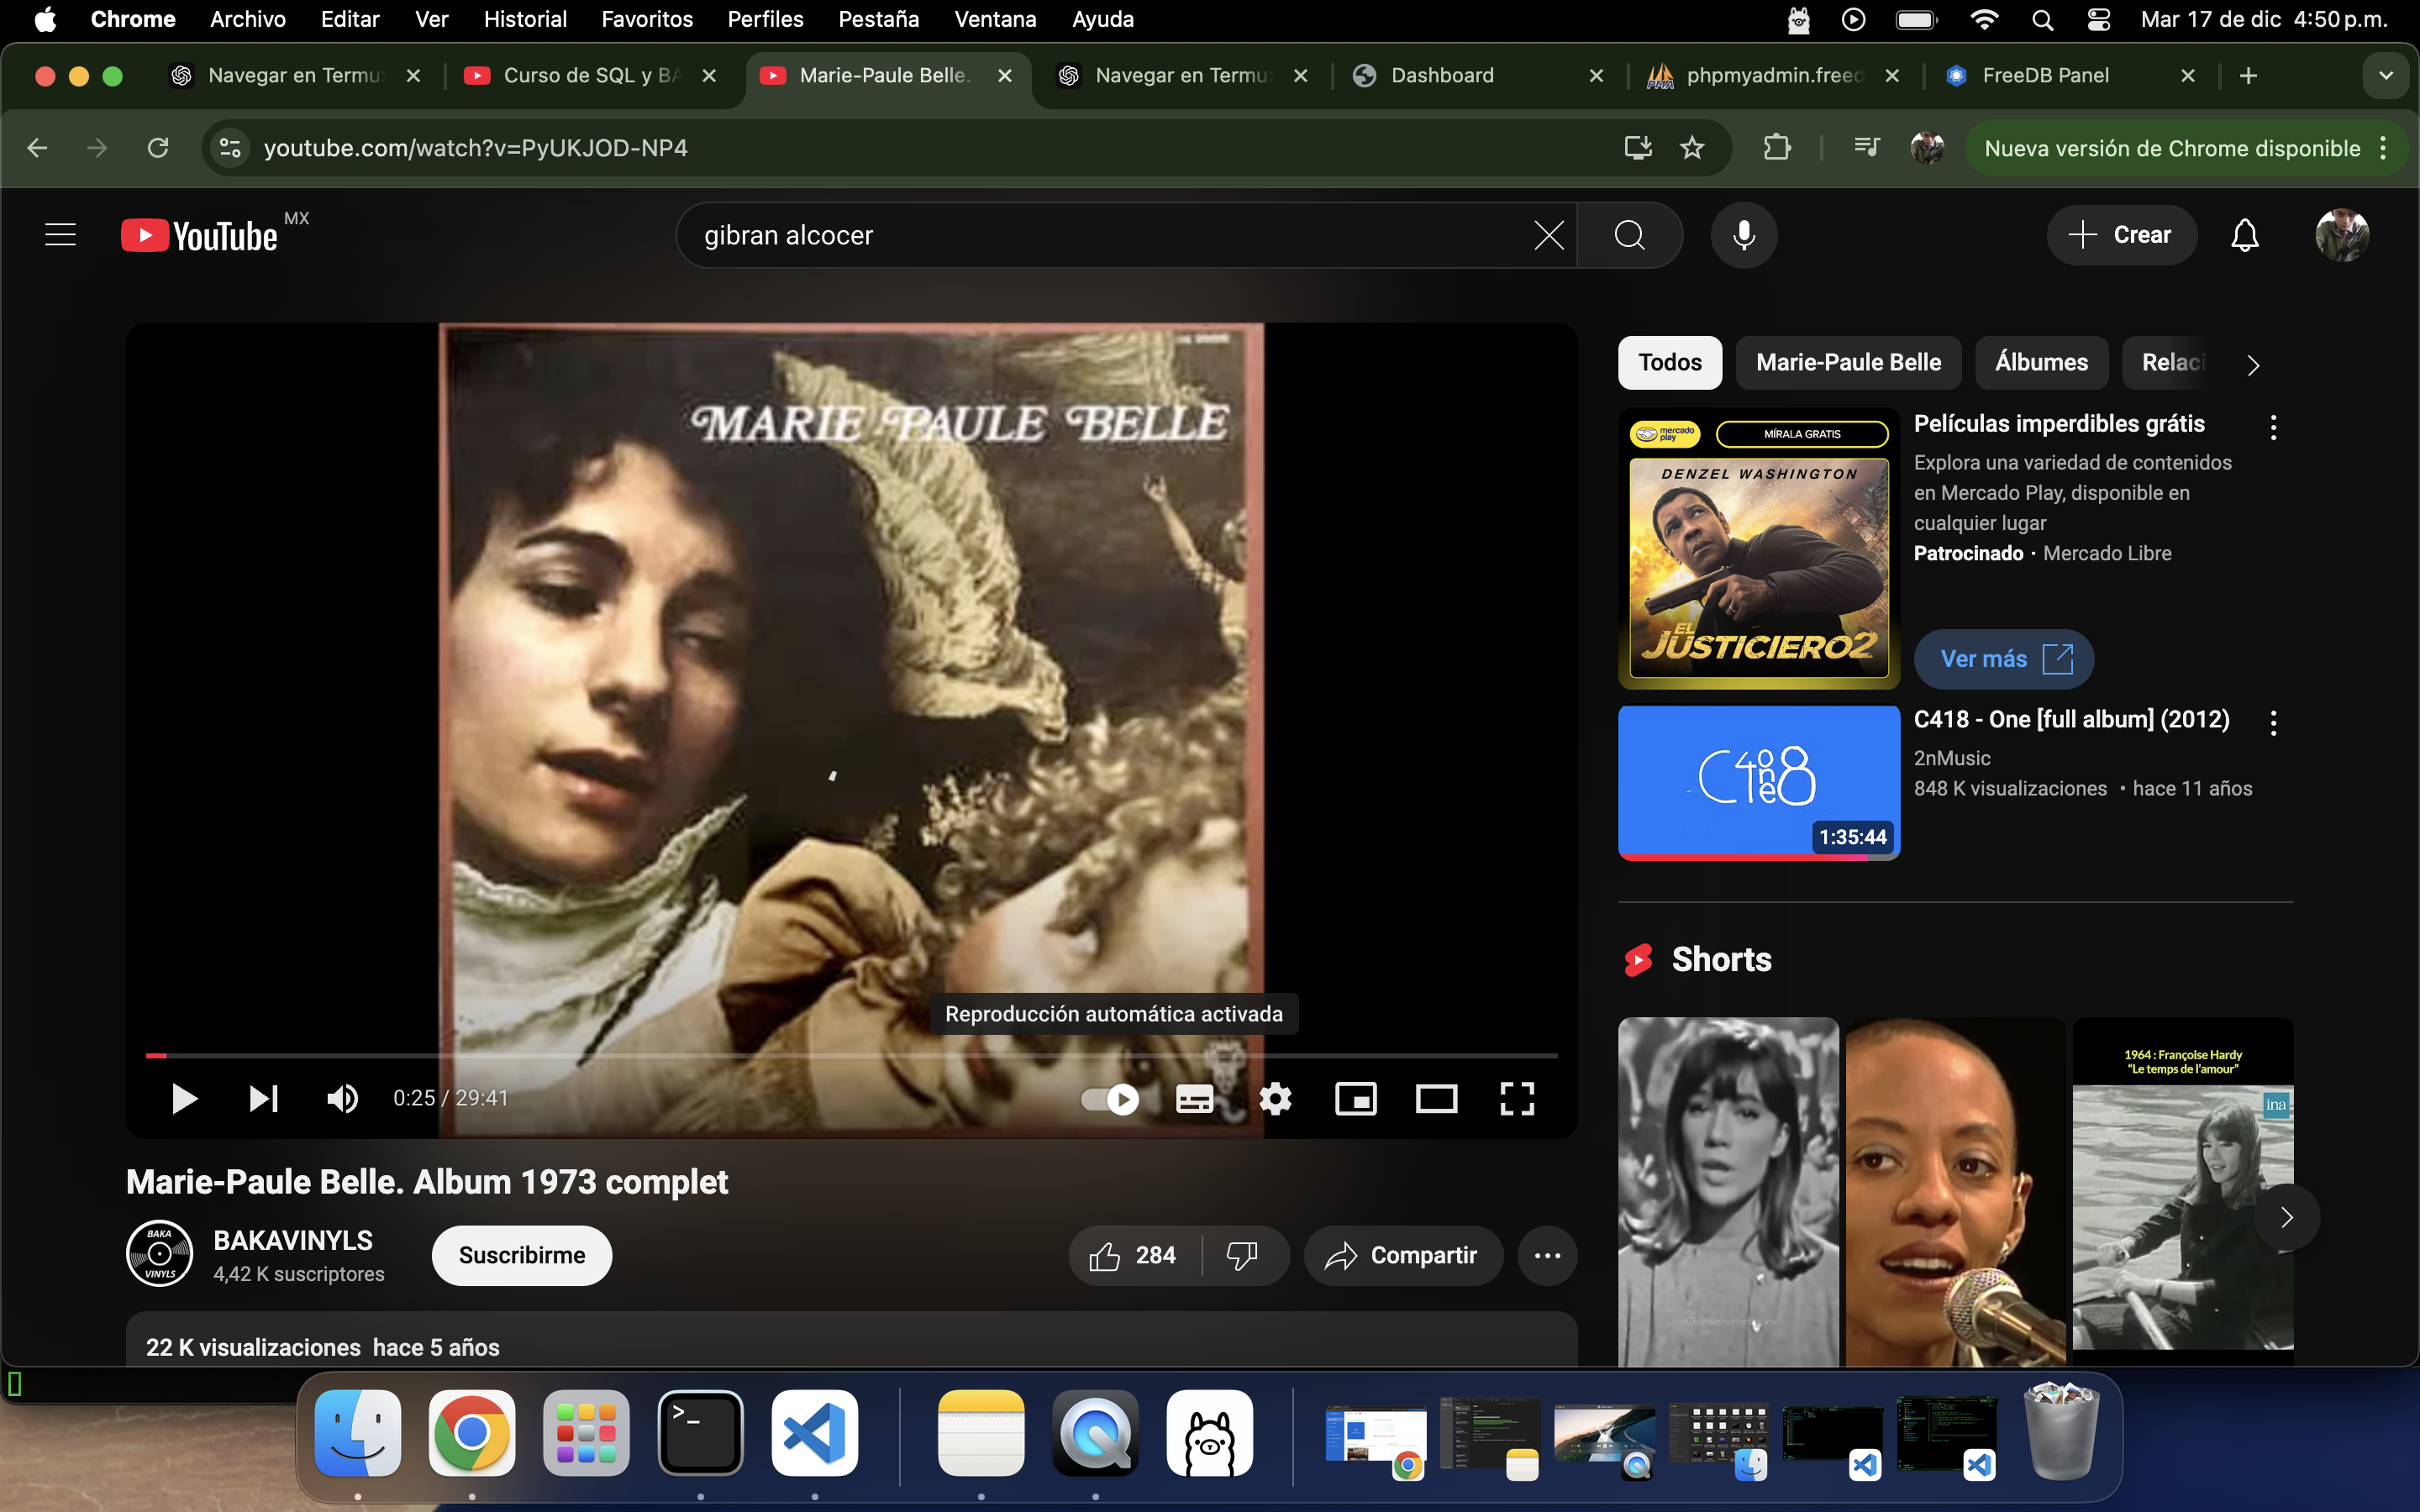 Chrome Archivo Editar Ver Historial Favoritos Perfiles Pestaña Ventana Ayuda Mar 17 de dic 4:50 p.m.
Navegar en Termu Curso de SQL y BA Marie-Paule Belle. Navegar en Termu Dashboard phpmyadmin.freed FreeDB Panel
youtube.com/watch?v=PyUKJOD-NP4 Nueva versión de Chrome disponible
YouTube MX
gibran alcocer
Crear
MARIE PAULE BELLE
Reproducción automática activada
0:25 / 29:41
Marie-Paule Belle. Album 1973 complet
BAKA
VINYLS
BAKAVINYLS
4,42 K suscriptores
Suscribirme
284
Compartir
22 K visualizaciones hace 5 años
Todos Marie-Paule Belle Álbumes Relaci
mercado
play
MÍRALA GRATIS
DENZEL WASHINGTON
EL
JUSTICIERO2
Películas imperdibles grátis
Explora una variedad de contenidos
en Mercado Play, disponible en
cualquier lugar
Patrocinado · Mercado Libre
Ver más
C4one8
1:35:44
C418 - One [full album] (2012)
2nMusic
848 K visualizaciones • hace 11 años
Shorts
1964 : Françoise Hardy
"Le temps de l'amour"
ina
>_